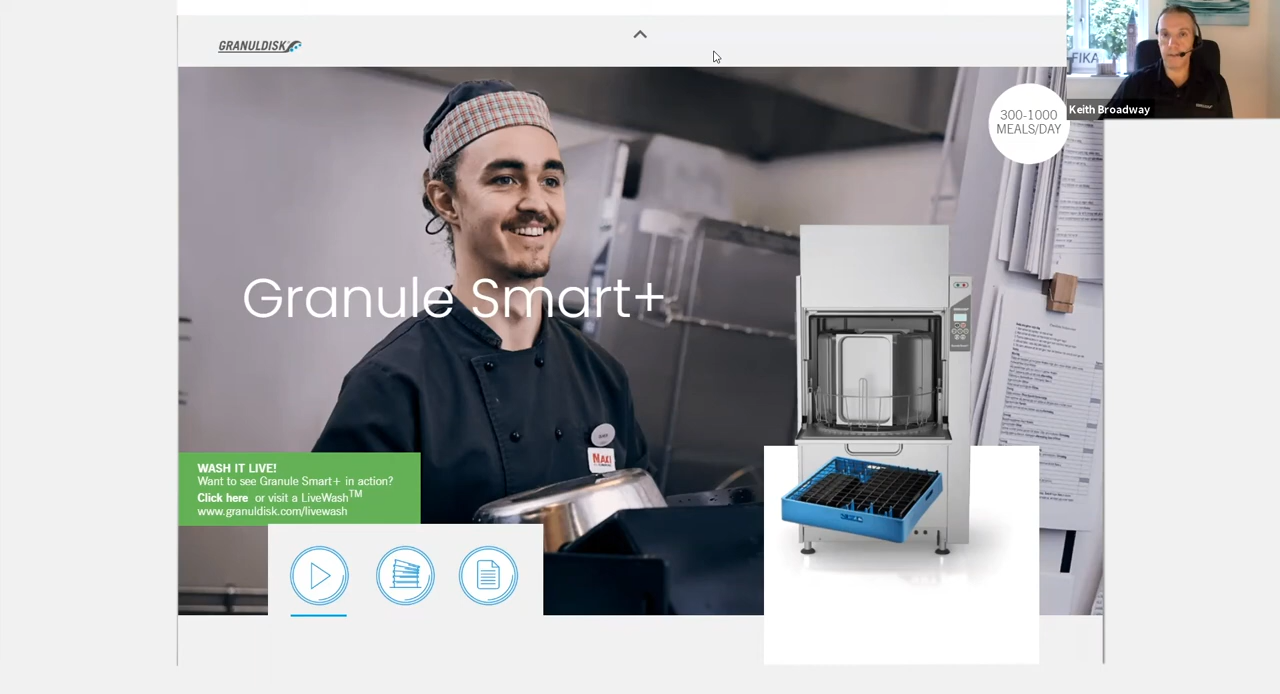 GRANULDISK
FIKA
Keith Broadway
300-1000
MEALS/DAY
Granule Smart+
WASH IT LIVE!
Want to see Granule Smart+ in action?
Click here or visit a LiveWash™
www.granuldisk.com/livewash